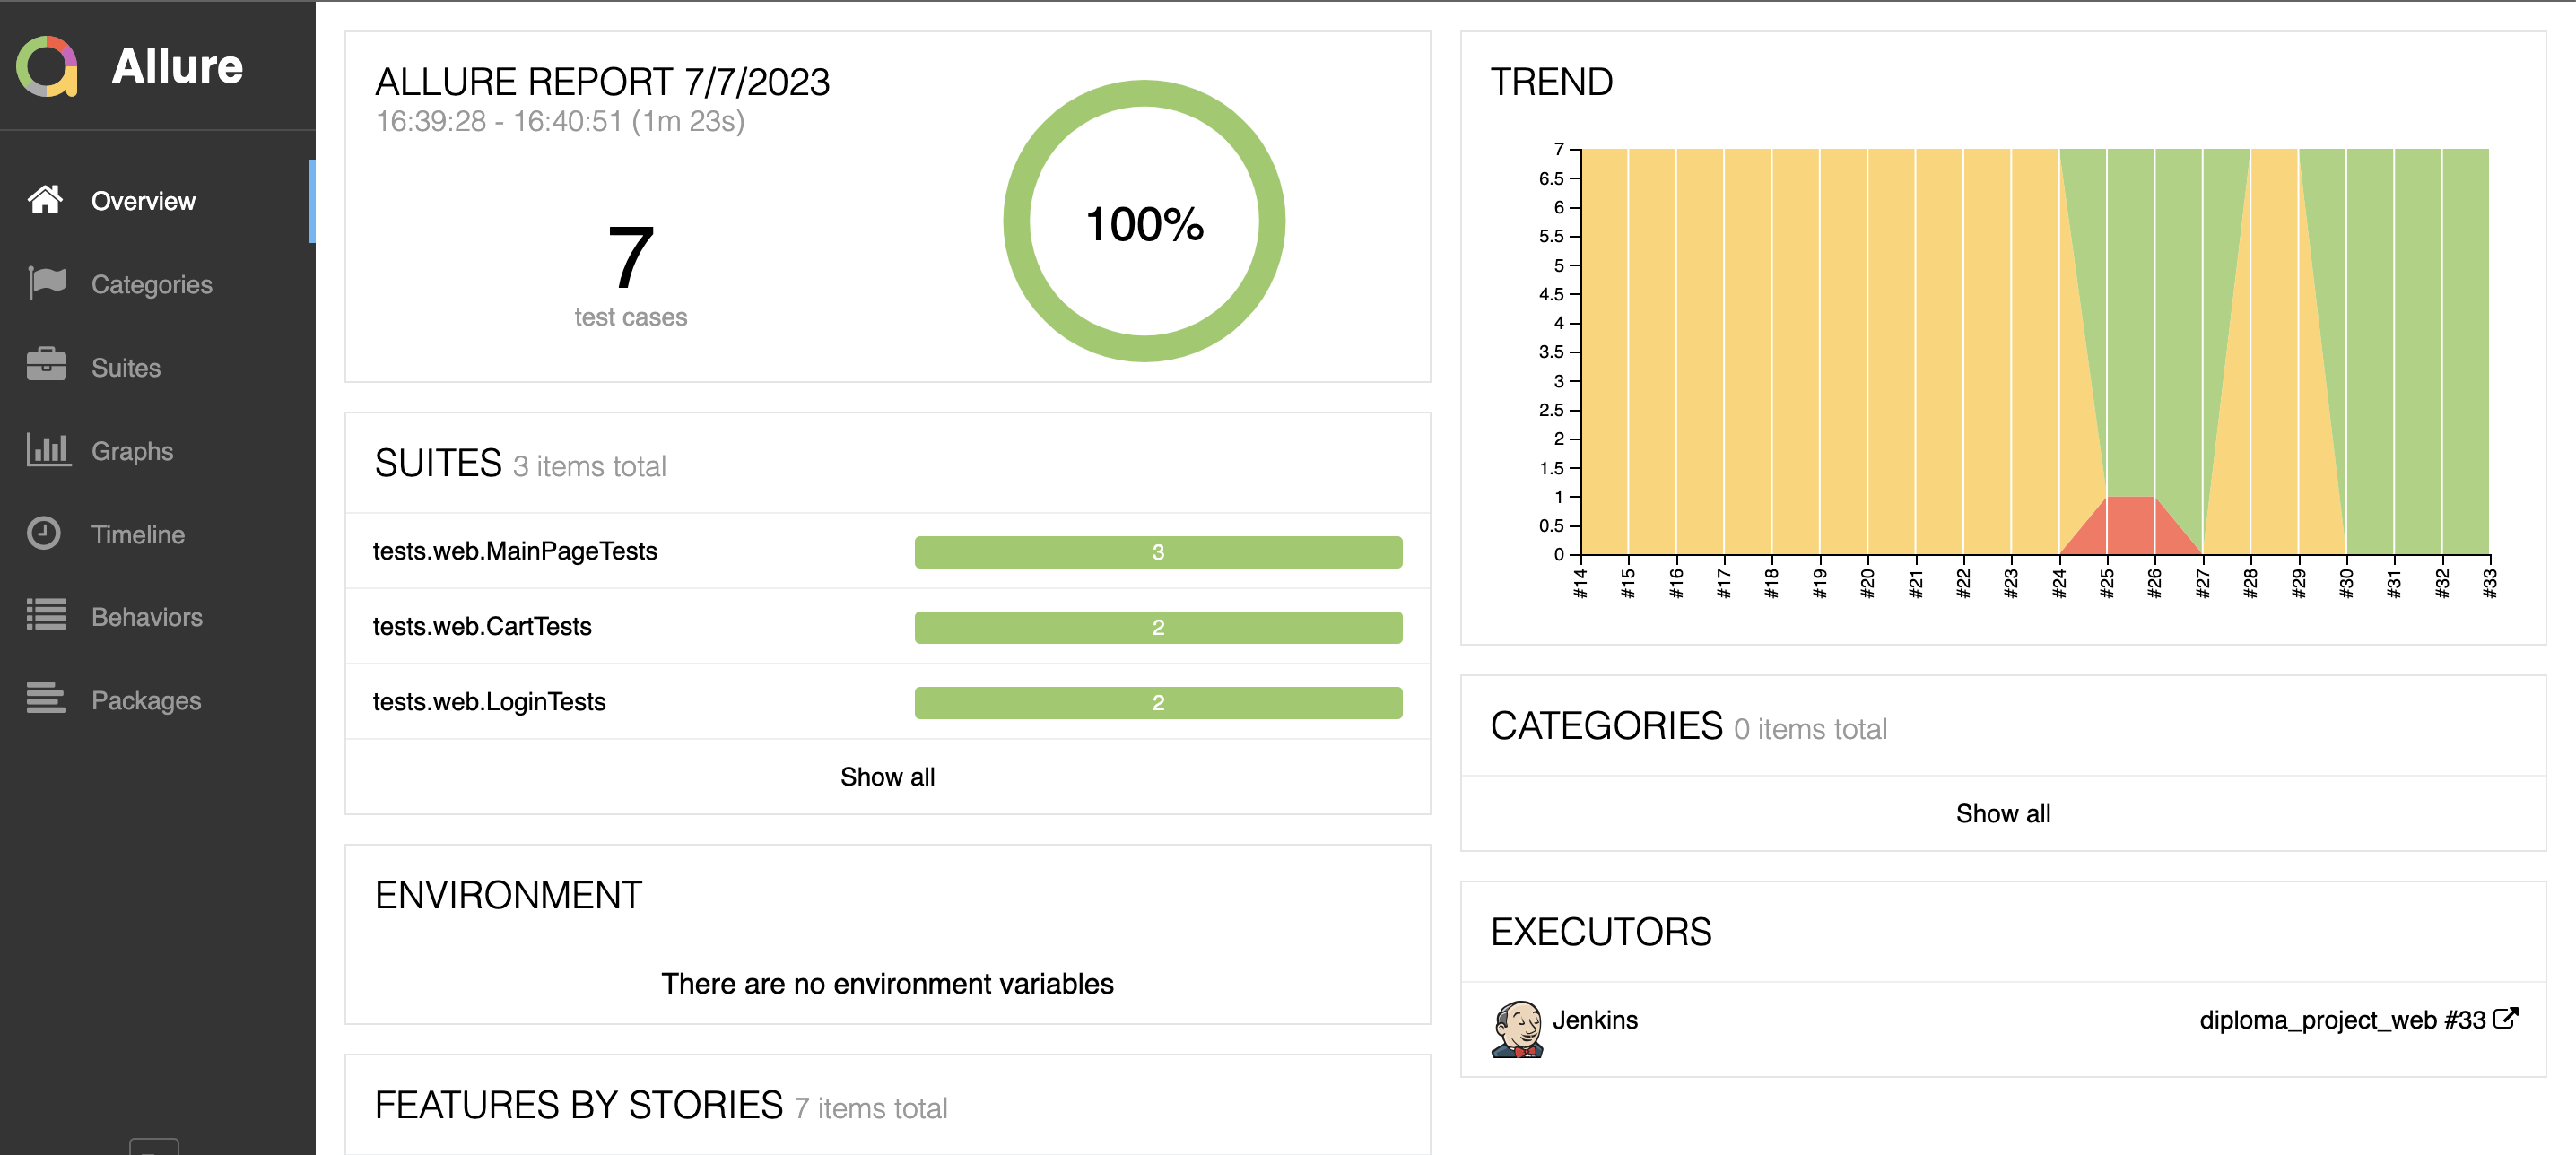 Allure
Overview
Categories
Suites
Graphs
Timeline
Behaviors
Packages
ALLURE REPORT 7/7/2023
16:39:28 - 16:40:51 (1m 23s)
7
test cases
100%
SUITES 3 items total
tests.web.MainPageTests 3
tests.web.CartTests 2
tests.web.LoginTests 2
Show all
ENVIRONMENT
There are no environment variables
FEATURES BY STORIES 7 items total
TREND
7
6.5
6
5.5
5
4.5
4
3.5
3
2.5
2
1.5
1
0.5
0
#14 #15 #16 #17 #18 #19 #20 #21 #22 #23 #24 #25 #26 #27 #28 #29 #30 #31 #32 #33
CATEGORIES 0 items total
Show all
EXECUTORS
Jenkins diploma_project_web #33